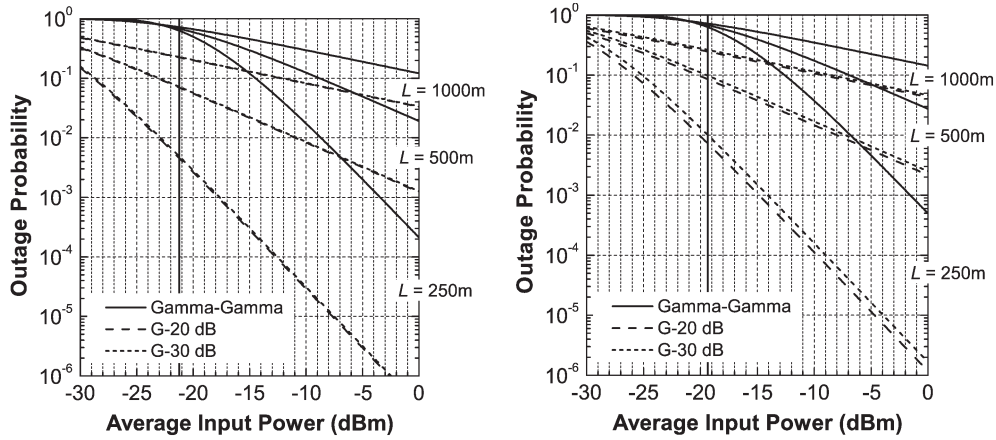 10^0
10^-1
10^-2
10^-3
10^-4
10^-5
10^-6
Outage Probability
L = 1000m
L = 500m
L = 250m
Gamma-Gamma
G-20 dB
G-30 dB
-30 -25 -20 -15 -10 -5 0
Average Input Power (dBm)
10^0
10^-1
10^-2
10^-3
10^-4
10^-5
10^-6
Outage Probability
L = 1000m
L = 500m
L = 250m
Gamma-Gamma
G-20 dB
G-30 dB
-30 -25 -20 -15 -10 -5 0
Average Input Power (dBm)